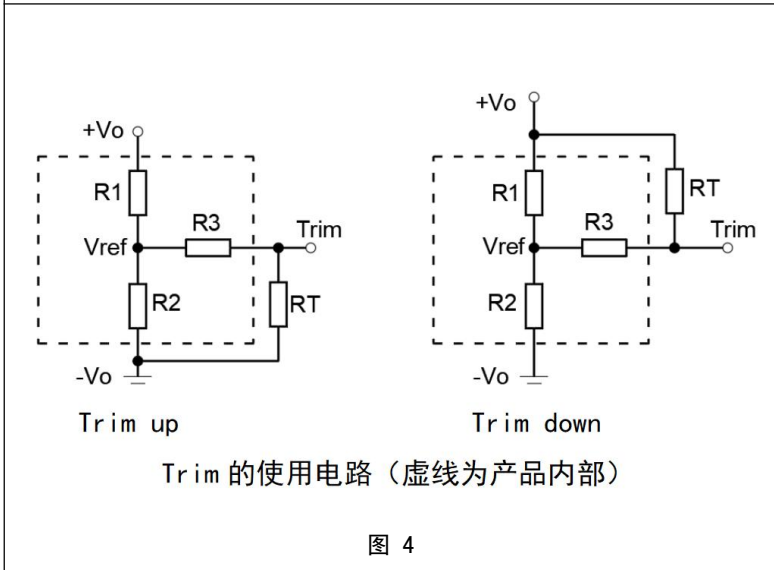 +Vo
R1
R3
Trim
Vref
R2
RT
-Vo
Trim up
+Vo
R1
RT
R3
Trim
Vref
R2
-Vo
Trim down
Trim 的使用电路（虚线为产品内部）
图 4